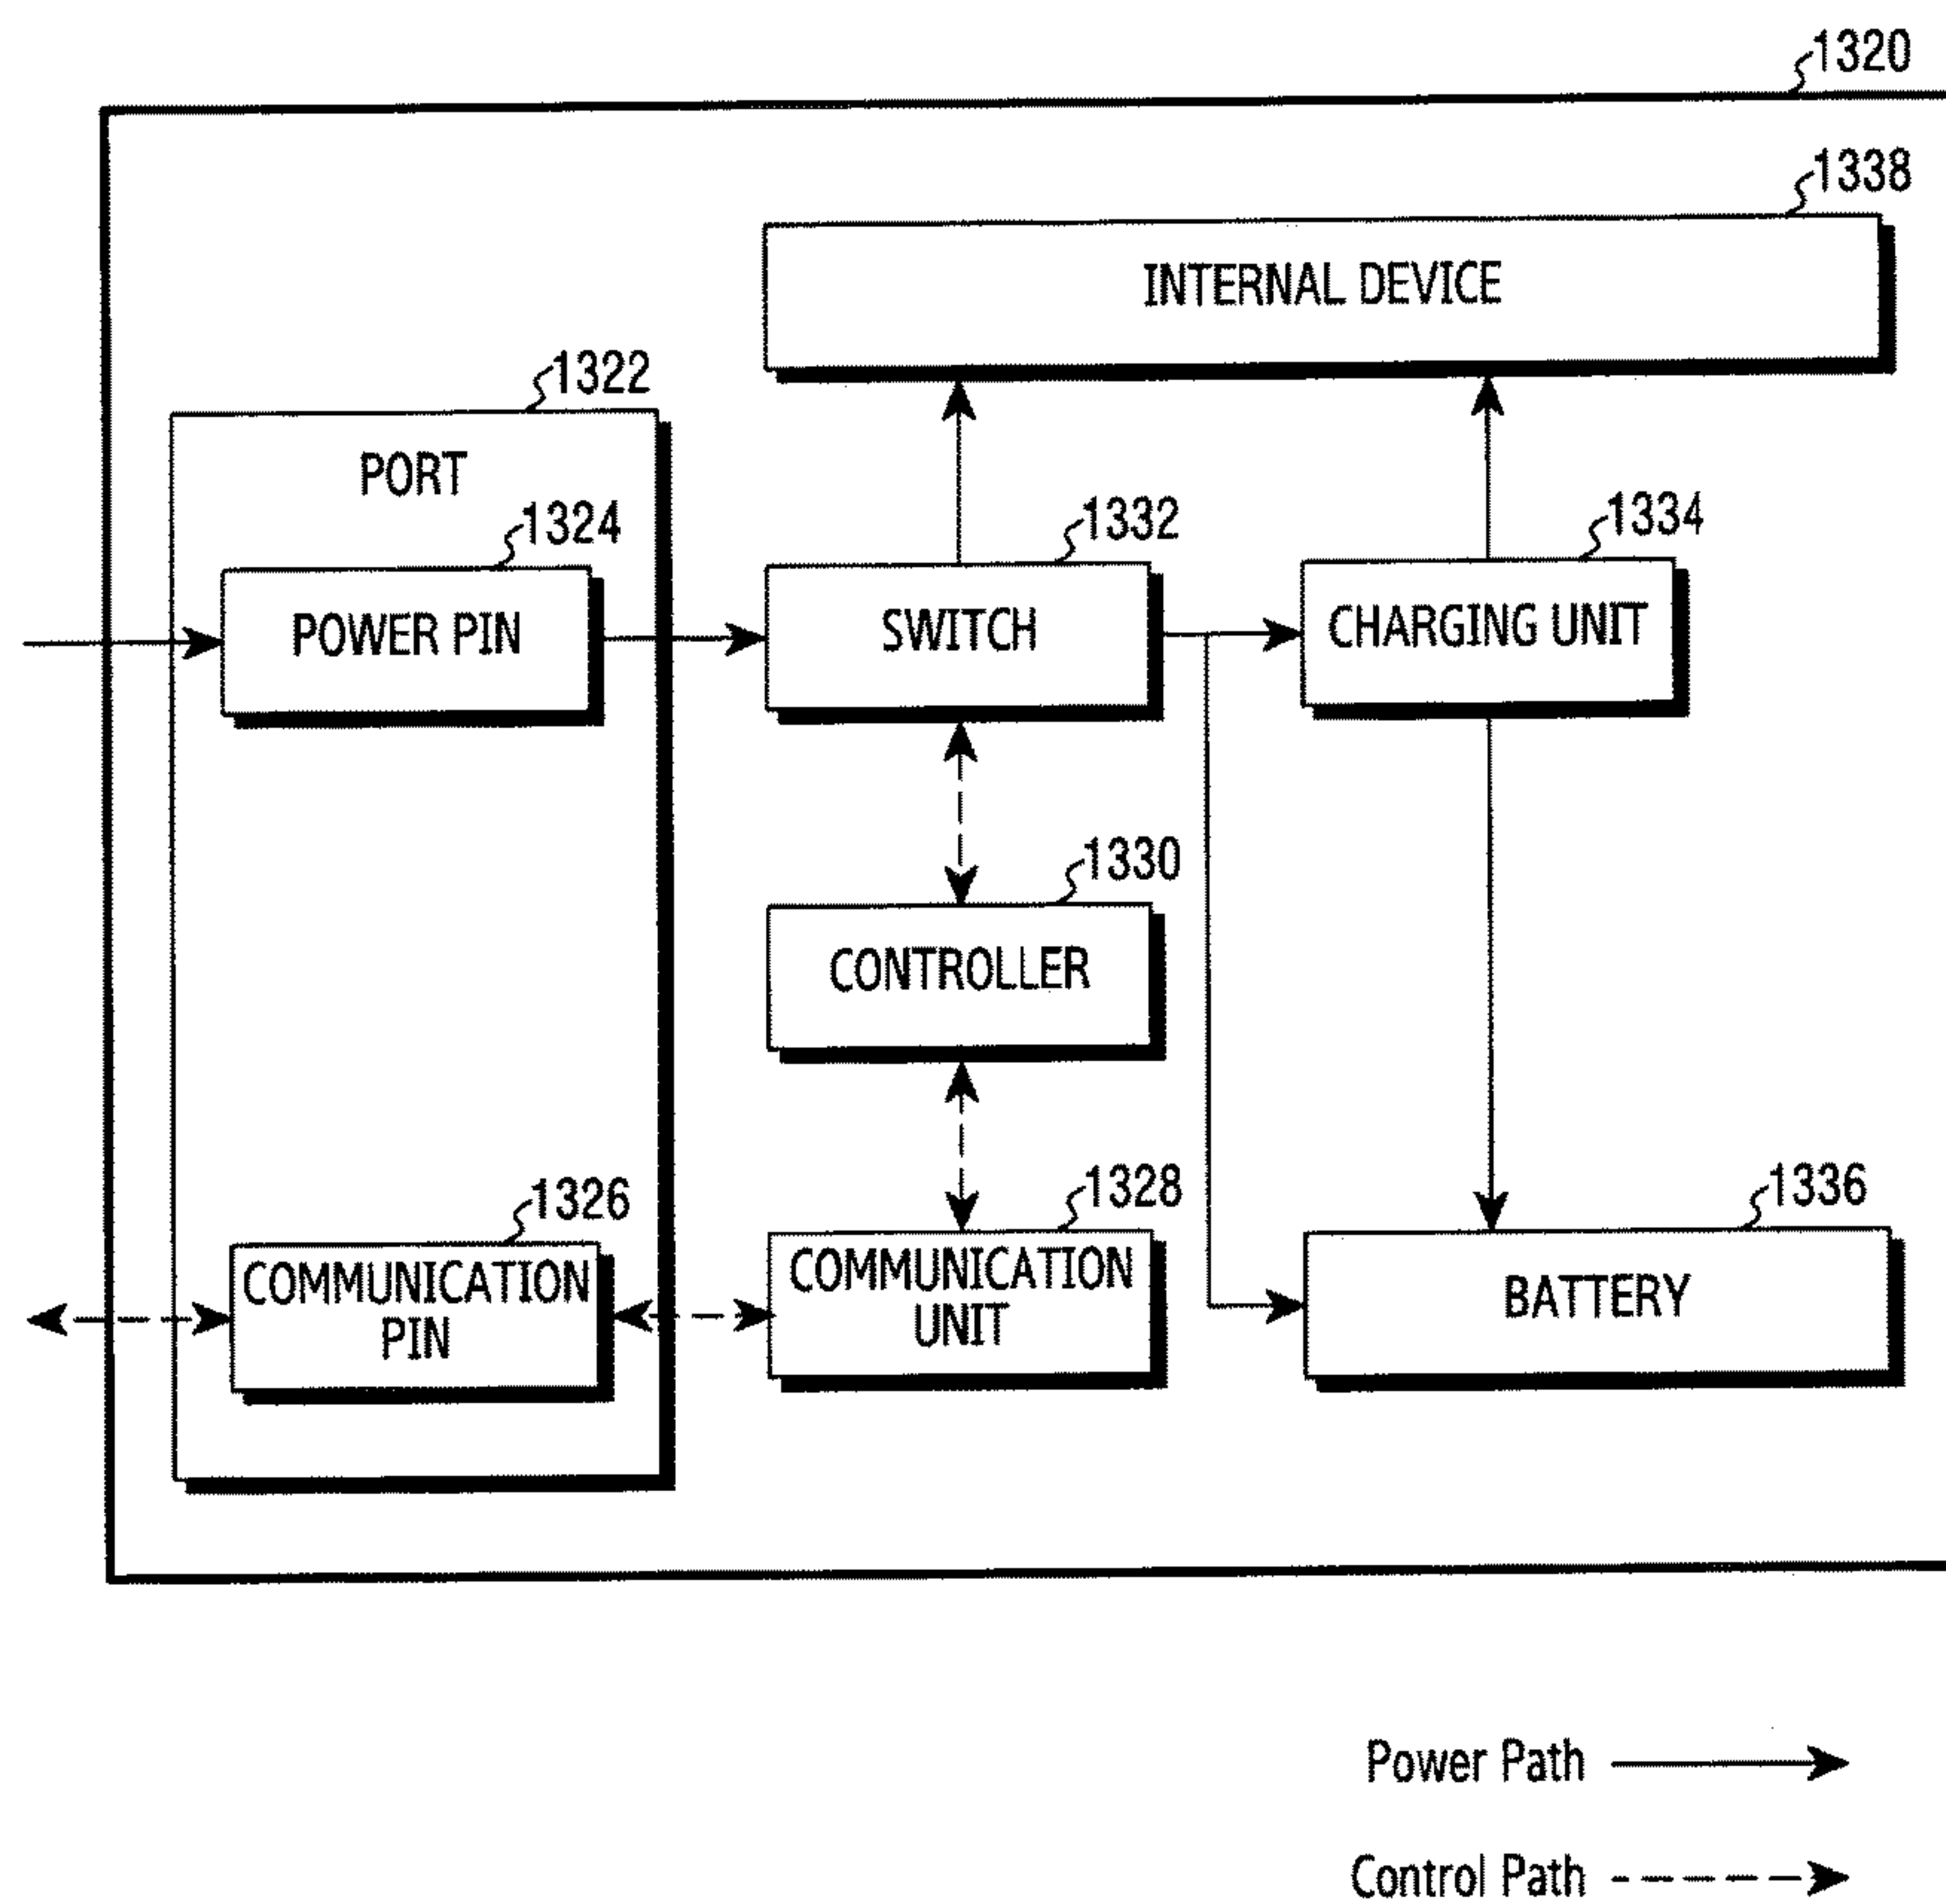 1320
1338
INTERNAL DEVICE
1322
PORT
1324
POWER PIN
1332
SWITCH
1334
CHARGING UNIT
1330
CONTROLLER
1326
COMMUNICATION
PIN
1328
COMMUNICATION
UNIT
1336
BATTERY
Power Path
Control Path